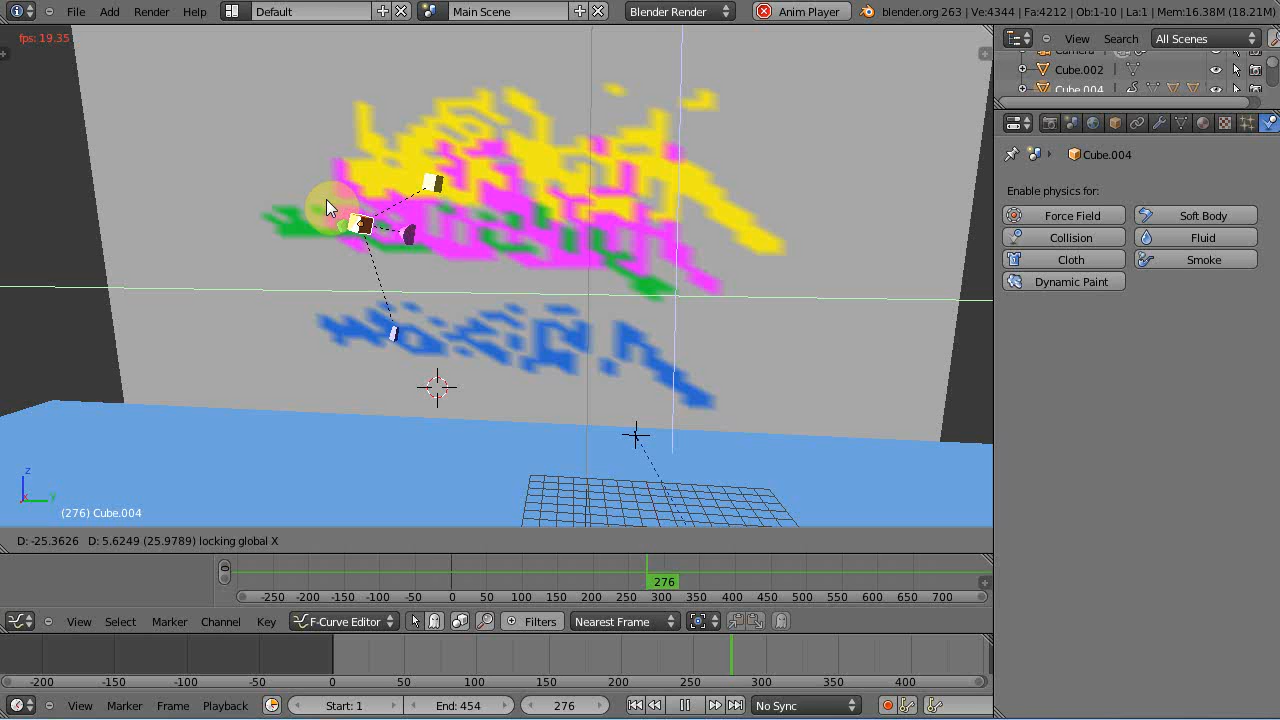 File Add Render Help Default Main Scene Blender Render Anim Player blender.org 263 | Ve:4344 | Fa:4212 | Ob:1-10 | La:1 | Mem:16.38M (18.21M)
fps: 19.35
View Search All Scenes
Camera
Cube.002
Cube.004
Cube.004
Enable physics for:
Force Field Soft Body
Collision Fluid
Cloth Smoke
Dynamic Paint
z
y
(276) Cube.004
D: -25.3626 D: 5.6249 (25.9789) locking global X
276
-250 -200 -150 -100 -50 0 50 100 150 200 250 300 350 400 450 500 550 600 650 700
View Select Marker Channel Key F-Curve Editor Filters Nearest Frame
-200 -150 -100 -50 0 50 100 150 200 250 300 350 400
View Marker Frame Playback Start: 1 End: 454 276 No Sync